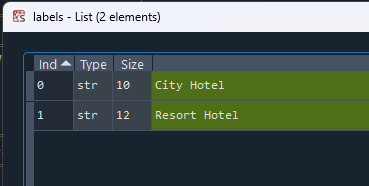 labels - List (2 elements)
Ind Type Size
0 str 10 City Hotel
1 str 12 Resort Hotel